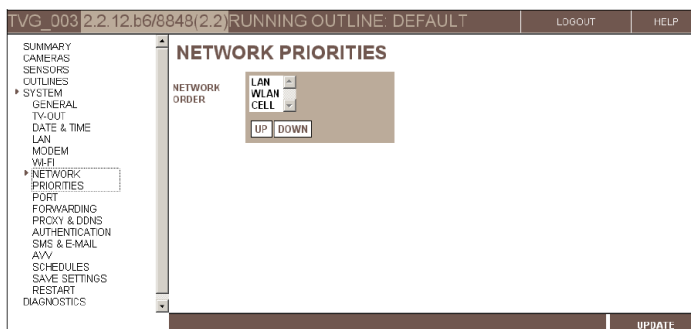 TVG_003 2.2.12.b6/8848(2.2)RUNNING OUTLINE: DEFAULT
LOGOUT
HELP
SUMMARY
CAMERAS
SENSORS
OUTLINES
SYSTEM
GENERAL
TV-OUT
DATE & TIME
LAN
MODEM
WI-FI
NETWORK
PRIORITIES
PORT
FORWARDING
PROXY & DDNS
AUTHENTICATION
SMS & E-MAIL
A/V
SCHEDULES
SAVE SETTINGS
RESTART
DIAGNOSTICS
NETWORK PRIORITIES
NETWORK
ORDER
LAN
WLAN
CELL
UP DOWN
UPDATE